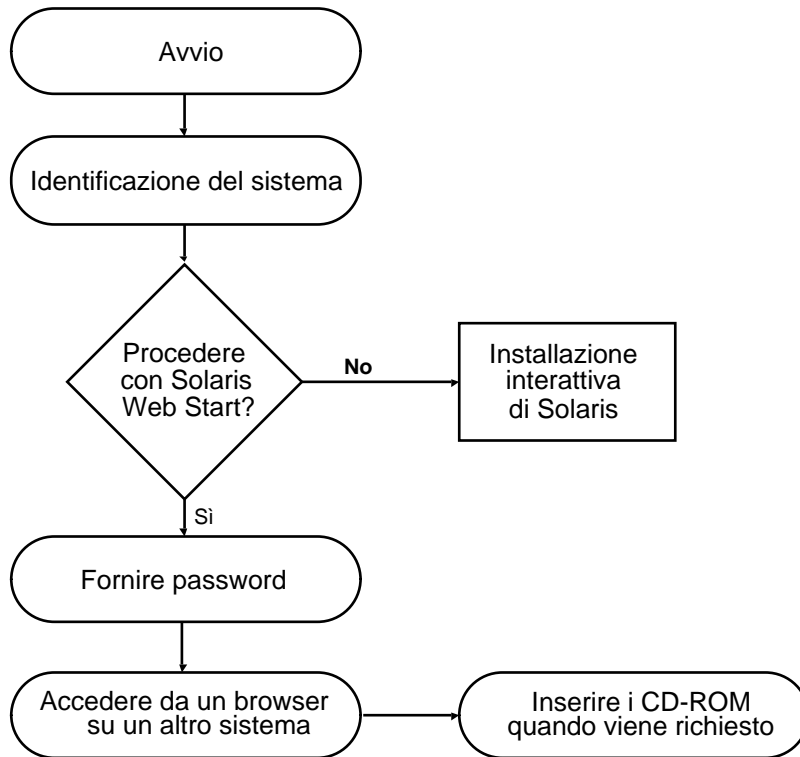 Avvio
Identificazione del sistema
Procedere
con Solaris
Web Start?
No
Installazione
interattiva
di Solaris
Sì
Fornire password
Accedere da un browser
su un altro sistema
Inserire i CD-ROM
quando viene richiesto